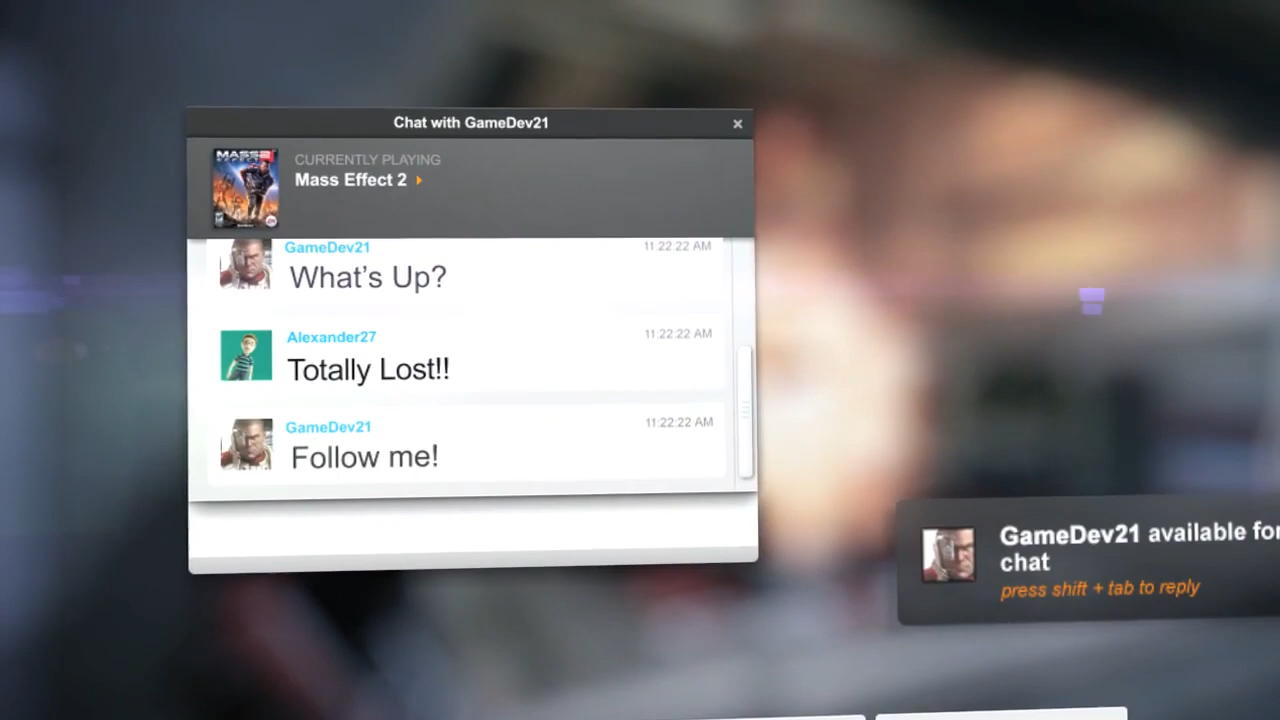 Chat with GameDev21
CURRENTLY PLAYING
Mass Effect 2
MASS
GameDev21
11:22:22 AM
What's Up?
Alexander27
11:22:22 AM
Totally Lost!!
GameDev21
11:22:22 AM
Follow me!
GameDev21 available for
chat
press shift + tab to reply